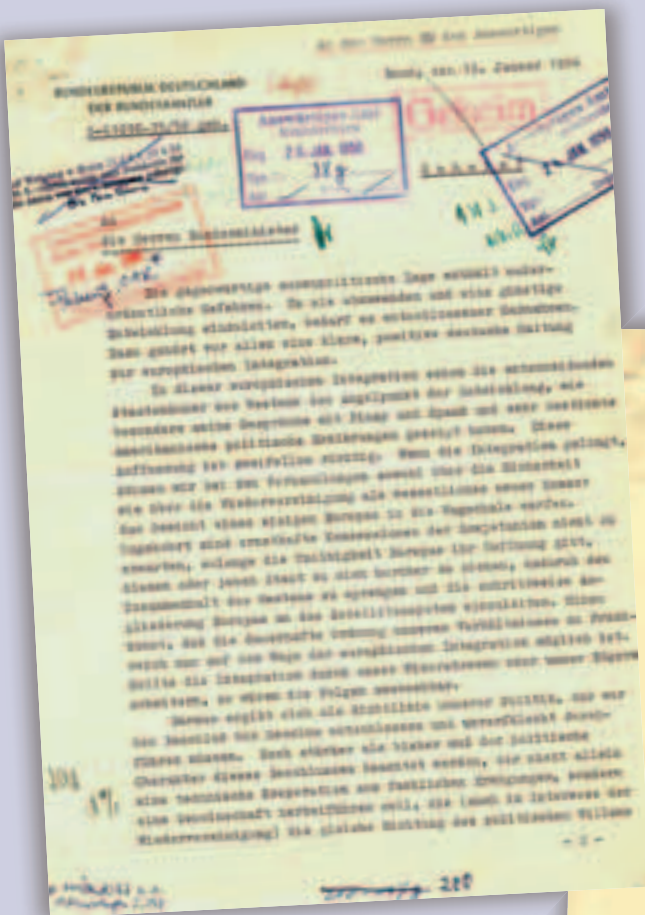 An den Herrn BM des Auswärtigen
BUNDESREPUBLIK DEUTSCHLAND
DER BUNDESKANZLER
Bonn, den 19. Januar 1956
Auswärtiges Amt
Geheim
An
die Herren Bundesminister
Die gegenwärtige aussenpolitische Lage enthält außer-
ordentliche Gefahren. Um sie abzuwenden und eine günstige
Entwicklung einzuleiten, bedarf es entschlossener Maßnahmen.
Dazu gehört vor allem eine klare, positive deutsche Haltung
zur europäischen Integration.
In dieser europäischen Integration sehen die entscheidenden
Staatsmänner des Westens den Angelpunkt der Entwicklung, wie
besonders meine Gespräche mit Pinay und Spaak und sehr bestimmte
amerikanische politische Erklärungen gezeigt haben. Diese
Auffassung ist zweifellos richtig. Wenn die Integration gelingt,
können wir bei den Verhandlungen sowohl über die Sicherheit
wie über die Wiedervereinigung als wesentliches neues Moment
das Gewicht eines einigen Europas in die Waagschale werfen.
Umgekehrt sind ernsthafte Konzessionen der Sowjetunion nicht zu
erwarten, solange die Uneinigkeit Europas ihr Hoffnung gibt,
diesen oder jenen Staat zu sich herüber zu ziehen, dadurch den
Zusammenhalt des Westens zu sprengen und die schrittweise An-
gliederung Europas an das Satellitensystem einzuleiten. Hinzu
kommt, daß die dauerhafte Ordnung unseres Verhältnisses zu Frank-
reich nur auf dem Wege der europäischen Integration möglich ist.
Sollte die Integration durch unser Widerstreben oder unser Zögern
scheitern, so wären die Folgen unabsehbar.
Daraus ergibt sich als Richtlinie unserer Politik, daß wir
den Beschluß von Messina entschlossen und unverfälscht durch-
führen müssen. Noch stärker als bisher muß der politische
Charakter dieses Beschlusses beachtet werden, der nicht allein
eine technische Kooperation aus fachlichen Erwägungen, sondern
eine Gemeinschaft herbeiführen soll, die (auch im Interesse der
Wiedervereinigung) die gleiche Richtung des politischen Willens
- 2 -
200